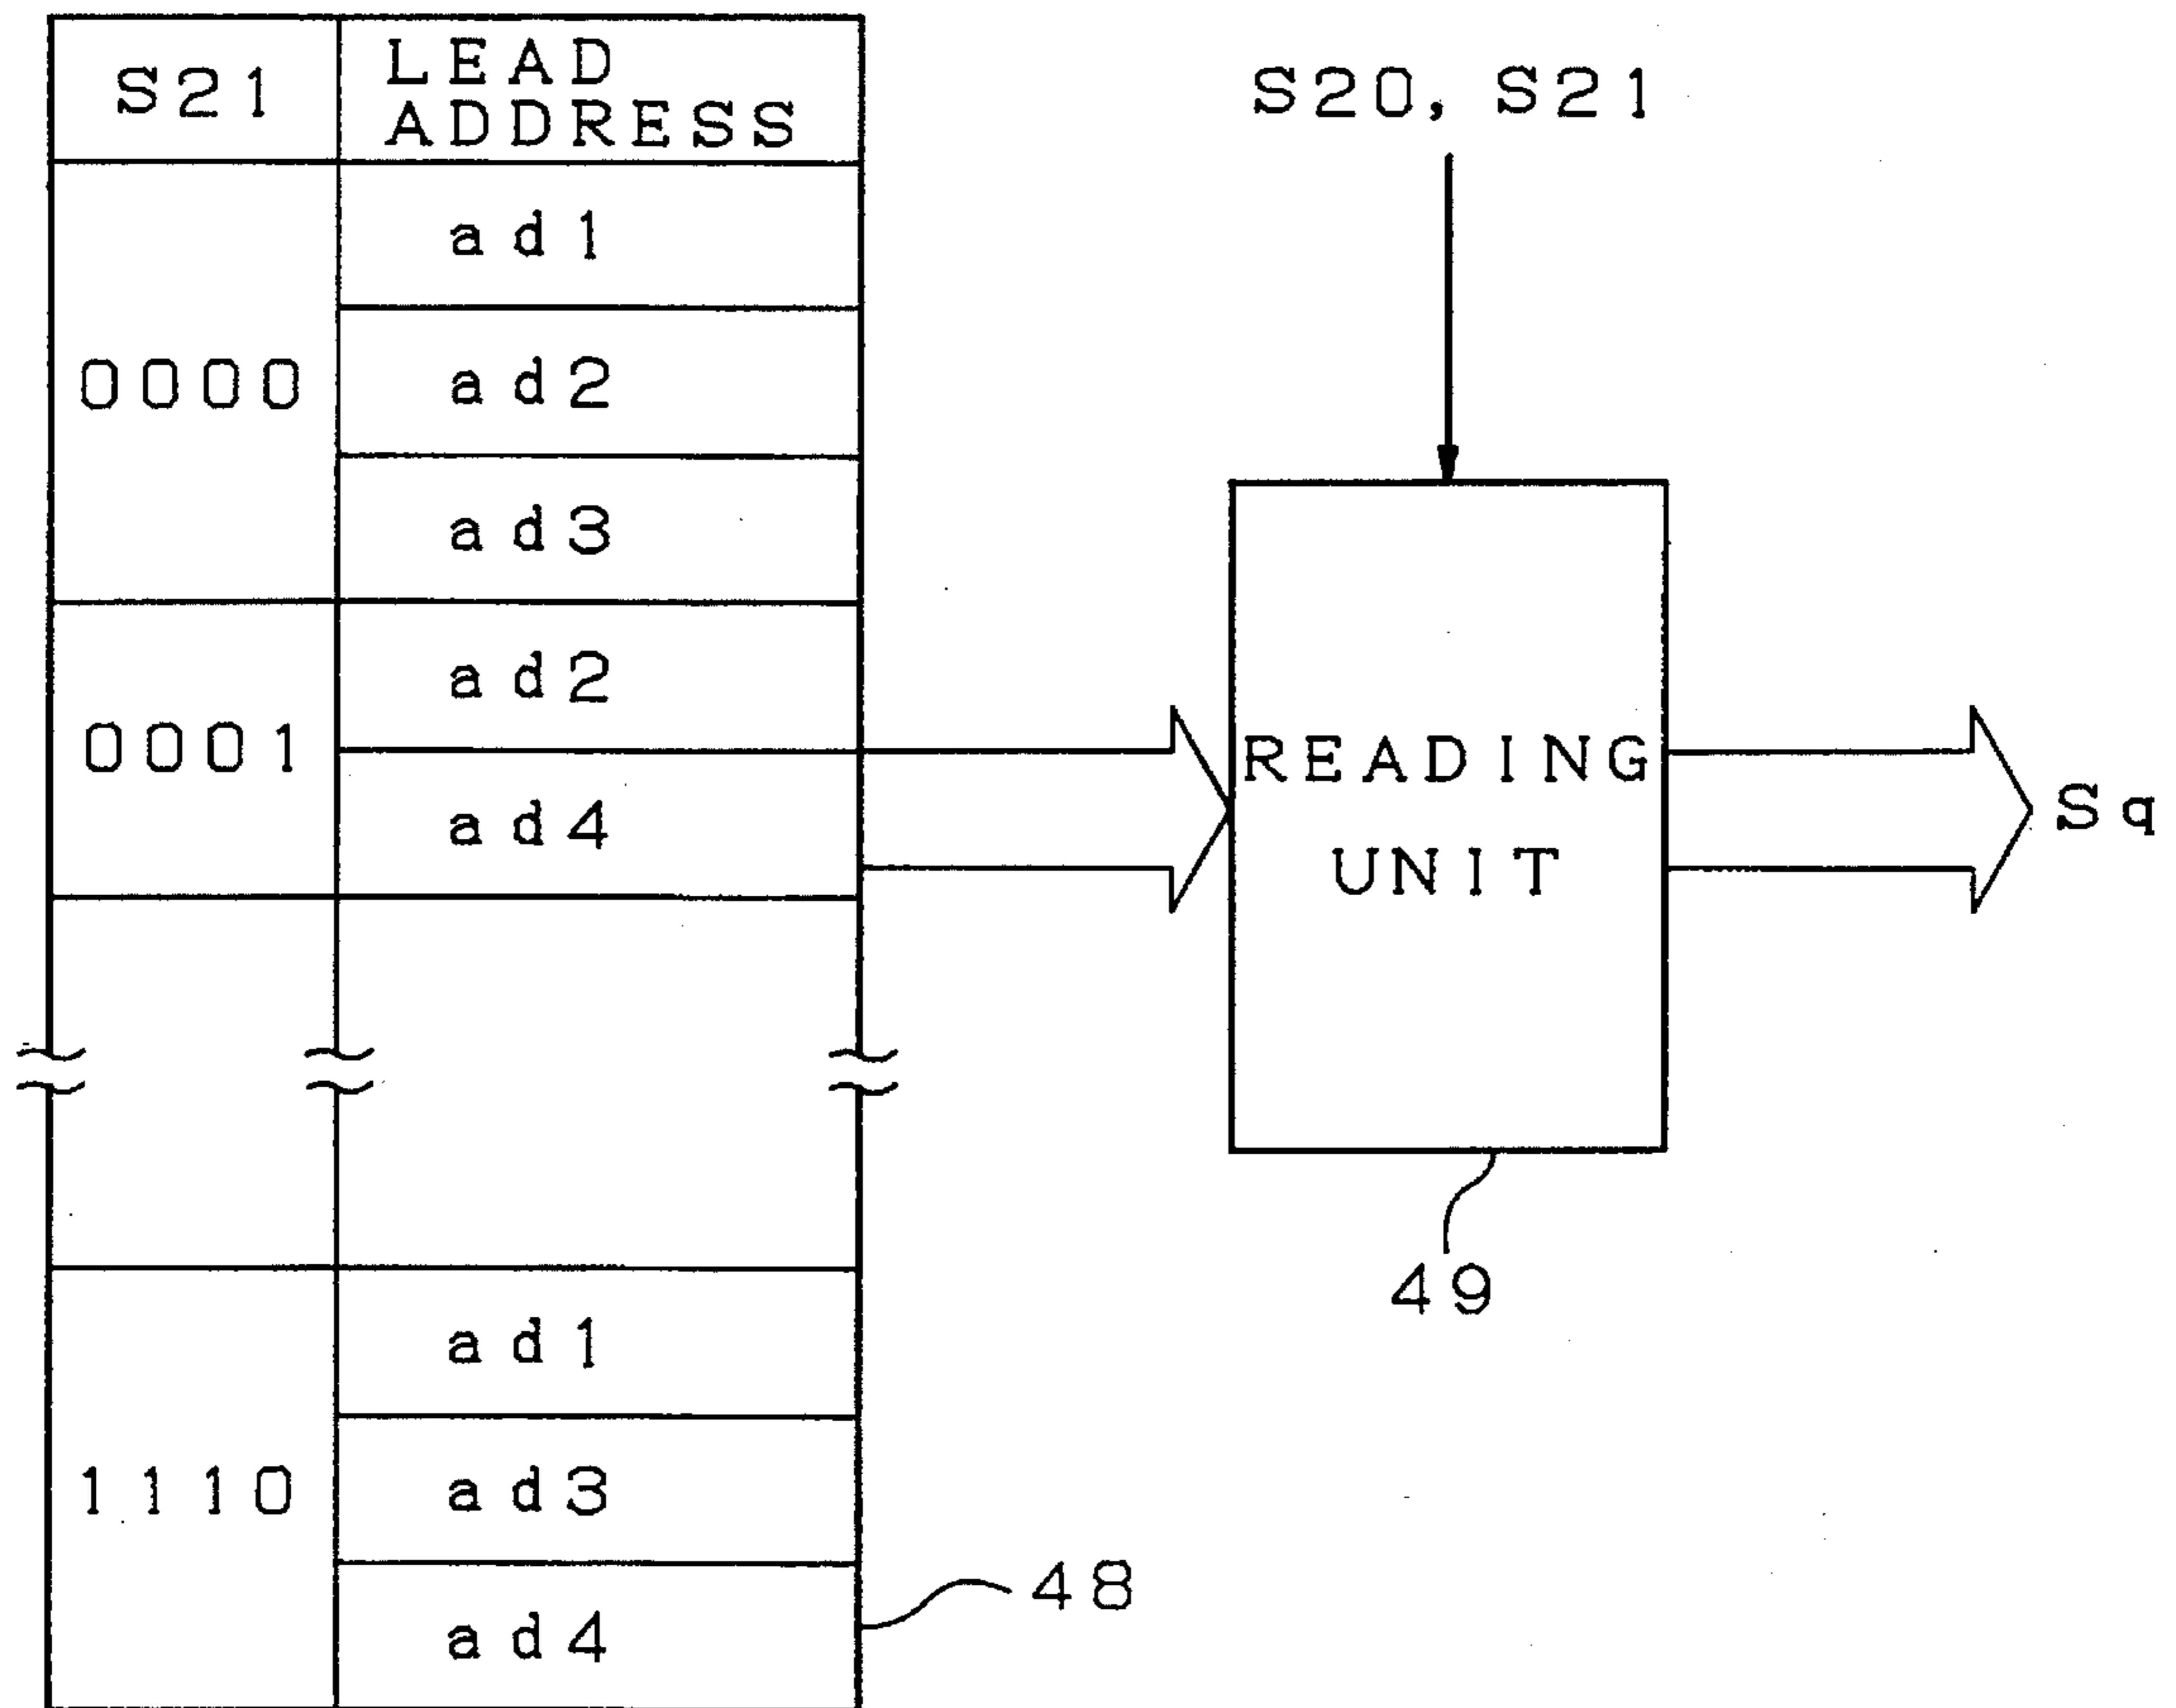 S21
LEAD
ADDRESS
ad1
0000
ad2
ad3
0001
ad2
ad4
1110
ad1
ad3
ad4
48
S20, S21
READING
UNIT
49
Sq